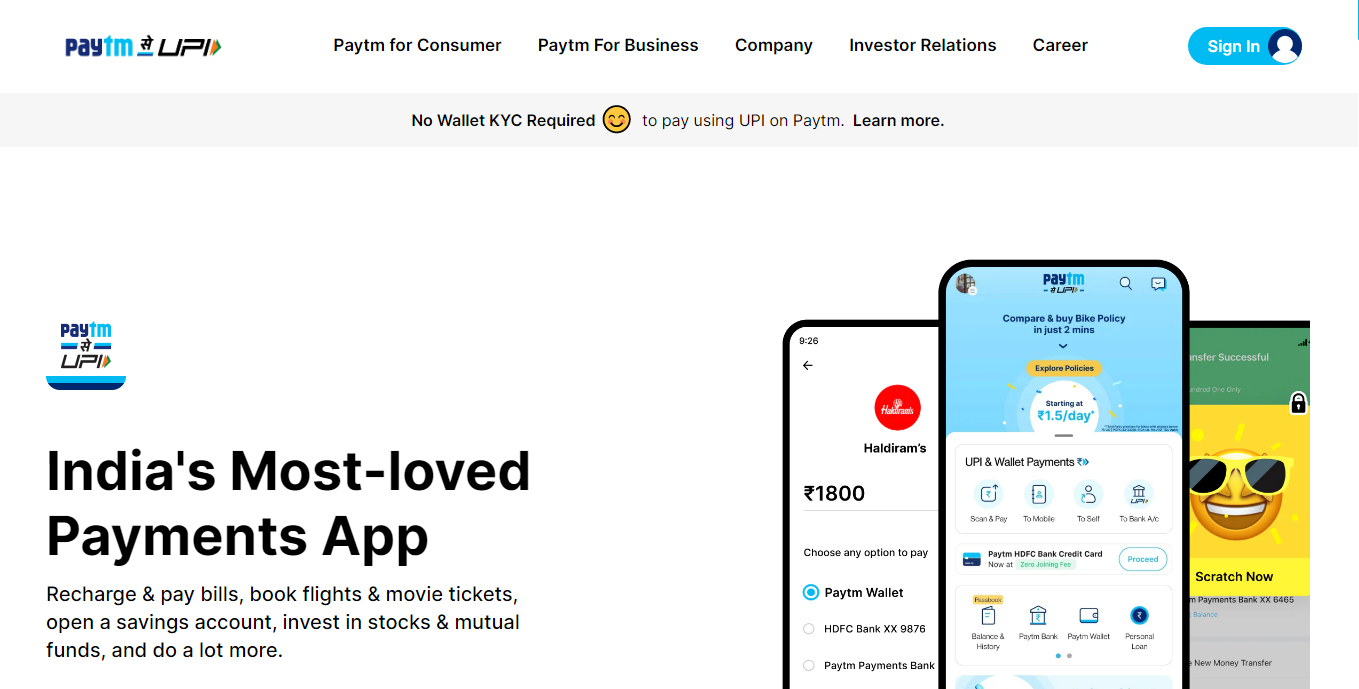 paytm से UPI
Paytm for Consumer
Paytm For Business
Company
Investor Relations
Career
Sign In
No Wallet KYC Required to pay using UPI on Paytm. Learn more.
paytm
से
UPI
India's Most-loved
Payments App
Recharge & pay bills, book flights & movie tickets,
open a savings account, invest in stocks & mutual
funds, and do a lot more.
9:26
Haldiram's
Haldiram's
₹1800
Choose any option to pay
Paytm Wallet
HDFC Bank XX 9876
Paytm Payments Bank
paytm
से UPI
Compare & buy Bike Policy
in just 2 mins
Explore Policies
Starting at
₹1.5/day*
UPI & Wallet Payments
Scan & Pay
To Mobile
To Self
UPI
To Bank A/c
Paytm HDFC Bank Credit Card
Now at Zero Joining Fee
Proceed
Passbook
Balance &
History
Paytm Bank
Paytm Wallet
Personal
Loan
nsfer Successful
undred One Only
Scratch Now
m Payments Bank XX 6465
Balance
New Money Transfer